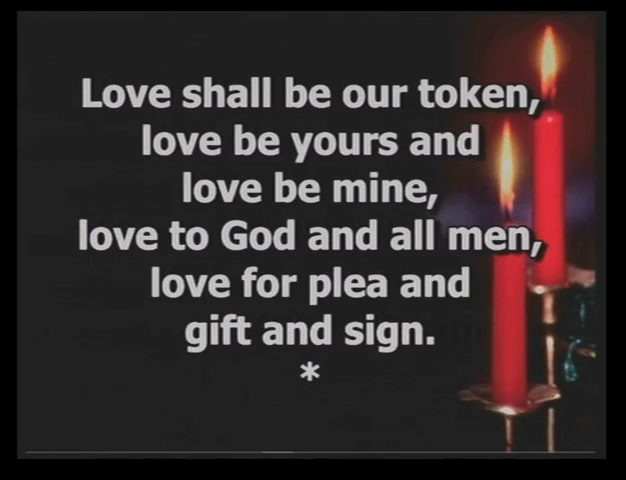 Love shall be our token,
love be yours and
love be mine,
love to God and all men,
love for plea and
gift and sign.
*